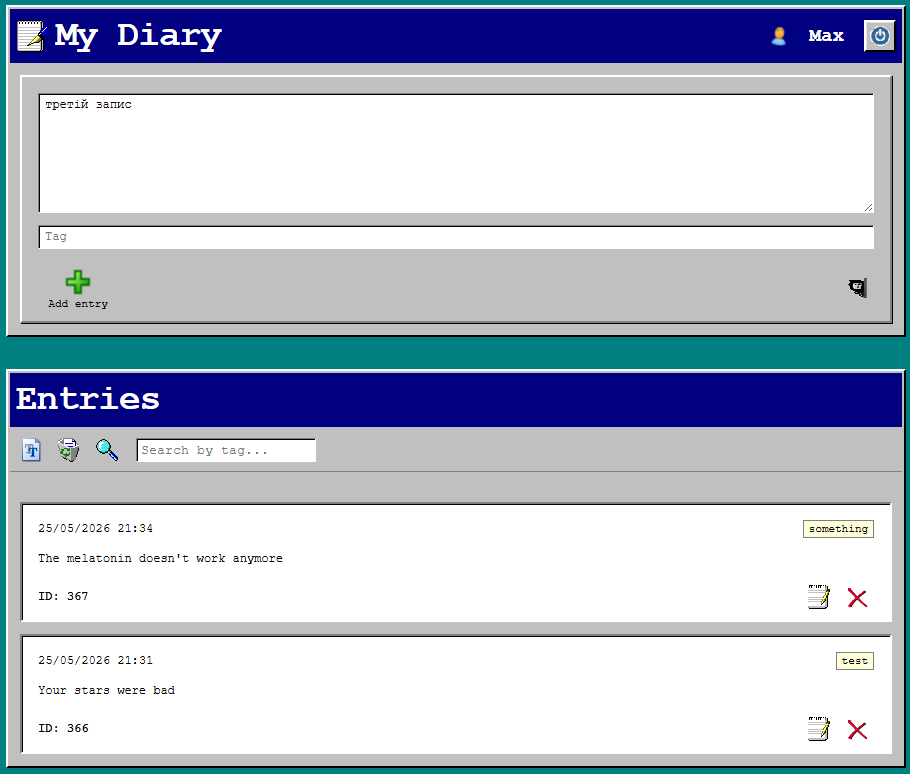 My Diary
Max
третій запис
Tag
Add entry
Entries
Search by tag...
25/05/2026 21:34
something
The melatonin doesn't work anymore
ID: 367
25/05/2026 21:31
test
Your stars were bad
ID: 366